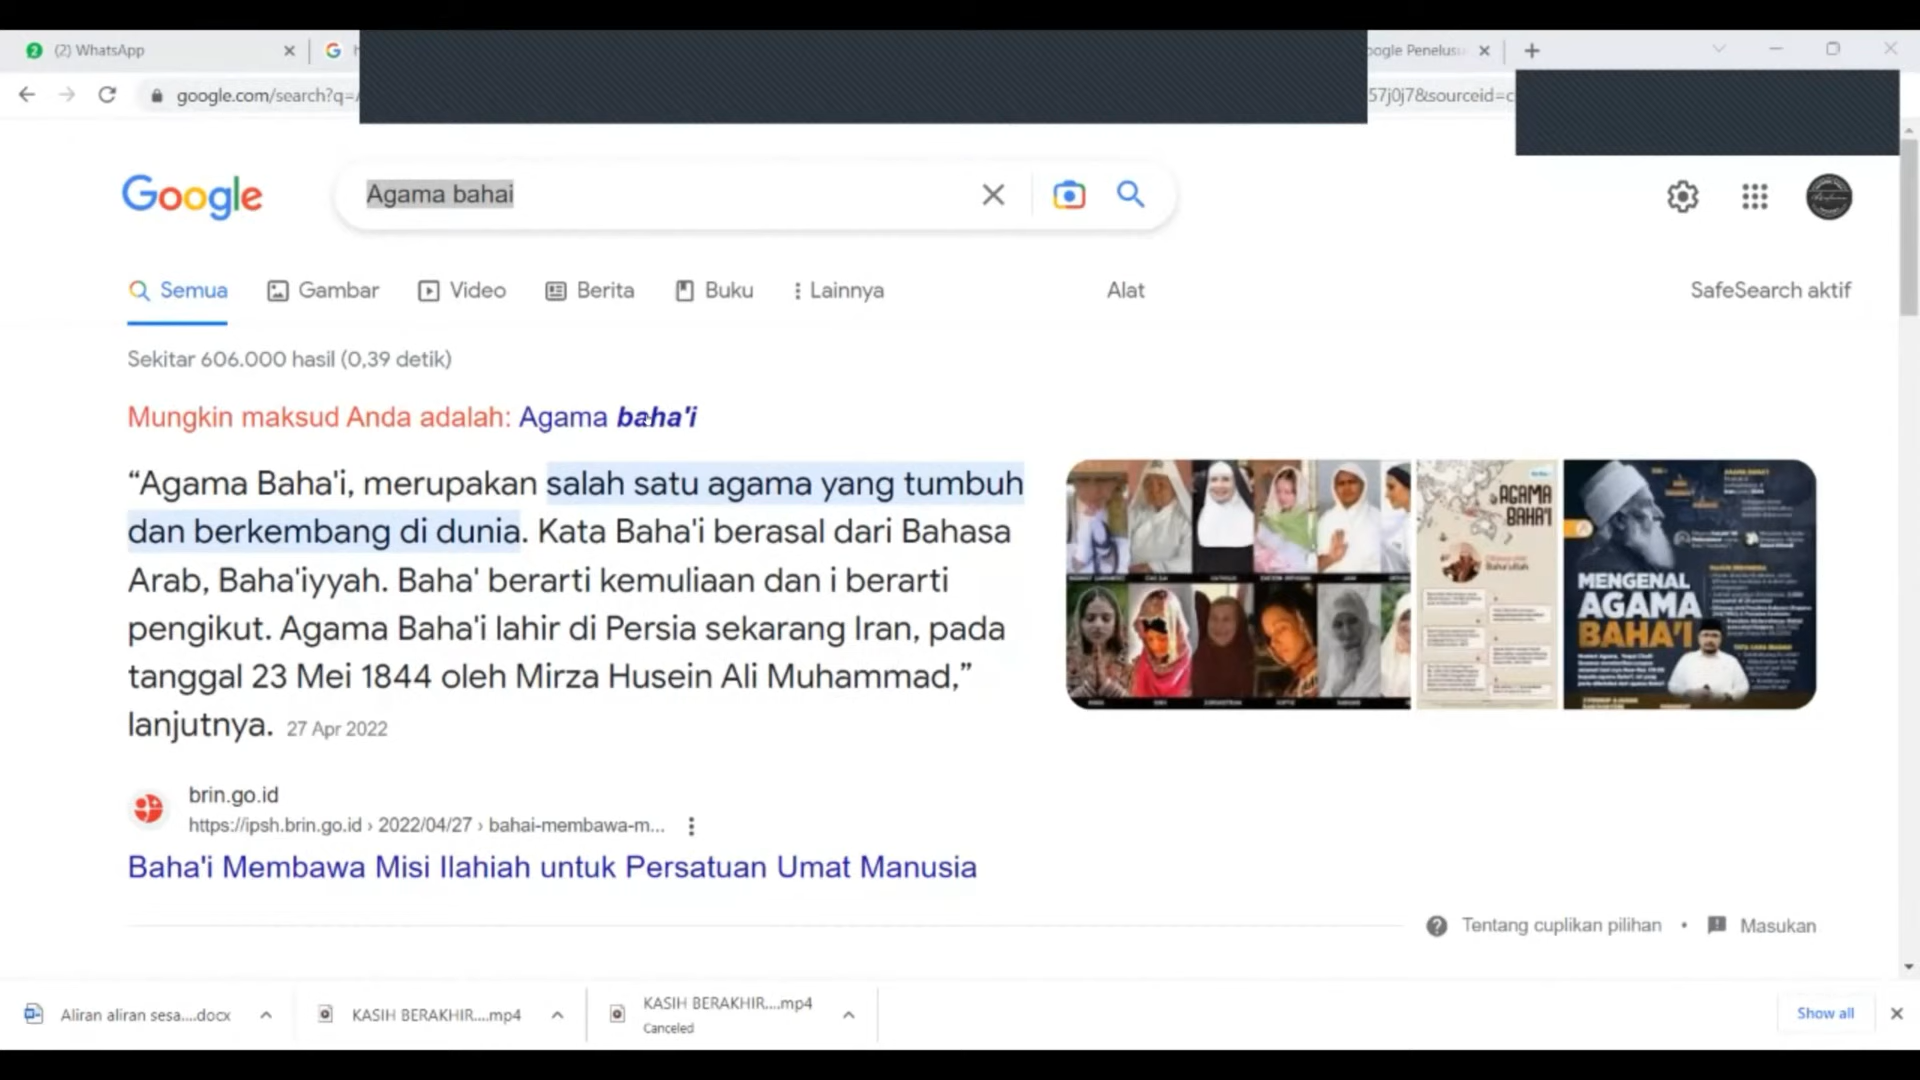 (2) WhatsApp
oogle Penelusu
google.com/search?q=
57j0j7&sourceid=c
Google
Agama bahai
Semua
Gambar
Video
Berita
Buku
Lainnya
Alat
SafeSearch aktif
Sekitar 606.000 hasil (0,39 detik)
Mungkin maksud Anda adalah: Agama baha'i
“Agama Baha'i, merupakan salah satu agama yang tumbuh
dan berkembang di dunia. Kata Baha'i berasal dari Bahasa
Arab, Baha'iyyah. Baha' berarti kemuliaan dan i berarti
pengikut. Agama Baha'i lahir di Persia sekarang Iran, pada
tanggal 23 Mei 1844 oleh Mirza Husein Ali Muhammad,”
lanjutnya. 27 Apr 2022
AGAMA
BAHA'I
MENGENAL
AGAMA
BAHA'I
brin.go.id
https://ipsh.brin.go.id › 2022/04/27 › bahai-membawa-m...
Baha'i Membawa Misi Ilahiah untuk Persatuan Umat Manusia
Tentang cuplikan pilihan • Masukan
Aliran aliran sesa....docx
KASIH BERAKHIR....mp4
KASIH BERAKHIR....mp4
Canceled
Show all